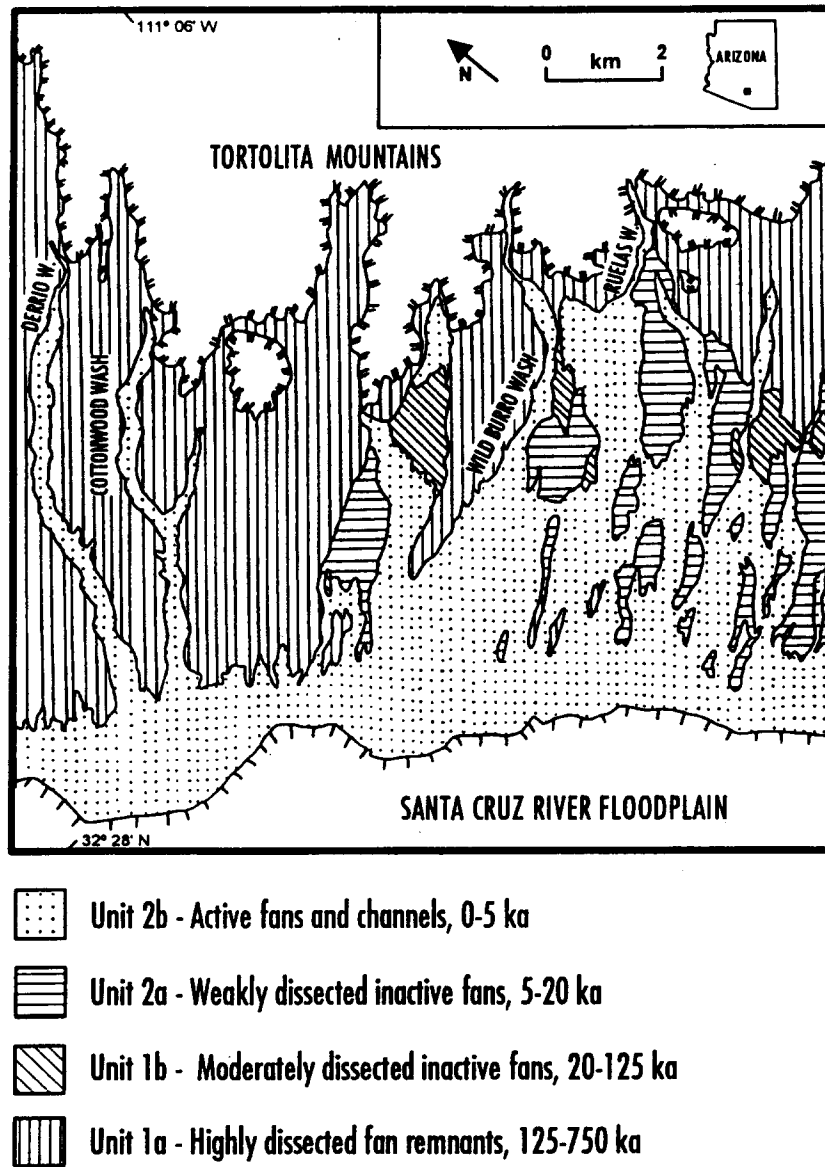 111° 06' W
N
0 km 2
ARIZONA
TORTOLITA MOUNTAINS
DERRIO W.
COTTONWOOD WASH
WILD BURRO WASH
RUELAS W.
SANTA CRUZ RIVER FLOODPLAIN
32° 28' N
Unit 2b - Active fans and channels, 0-5 ka
Unit 2a - Weakly dissected inactive fans, 5-20 ka
Unit 1b - Moderately dissected inactive fans, 20-125 ka
Unit 1a - Highly dissected fan remnants, 125-750 ka